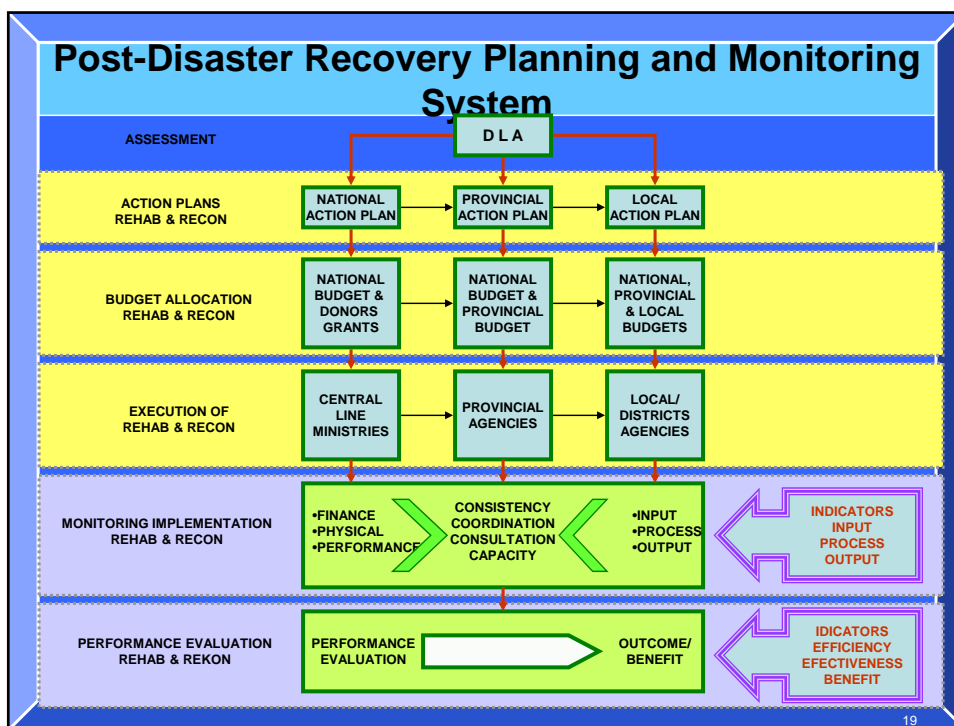 Post-Disaster Recovery Planning and Monitoring
System
ASSESSMENT
D L A
ACTION PLANS
REHAB & RECON
NATIONAL
ACTION PLAN
PROVINCIAL
ACTION PLAN
LOCAL
ACTION PLAN
BUDGET ALLOCATION
REHAB & RECON
NATIONAL
BUDGET &
DONORS
GRANTS
NATIONAL
BUDGET &
PROVINCIAL
BUDGET
NATIONAL,
PROVINCIAL
& LOCAL
BUDGETS
EXECUTION OF
REHAB & RECON
CENTRAL
LINE
MINISTRIES
PROVINCIAL
AGENCIES
LOCAL/
DISTRICTS
AGENCIES
MONITORING IMPLEMENTATION
REHAB & RECON
•FINANCE
•PHYSICAL
•PERFORMANCE
CONSISTENCY
COORDINATION
CONSULTATION
CAPACITY
•INPUT
•PROCESS
•OUTPUT
INDICATORS
INPUT
PROCESS
OUTPUT
PERFORMANCE EVALUATION
REHAB & REKON
PERFORMANCE
EVALUATION
OUTCOME/
BENEFIT
IDICATORS
EFFICIENCY
EFECTIVENESS
BENEFIT
19